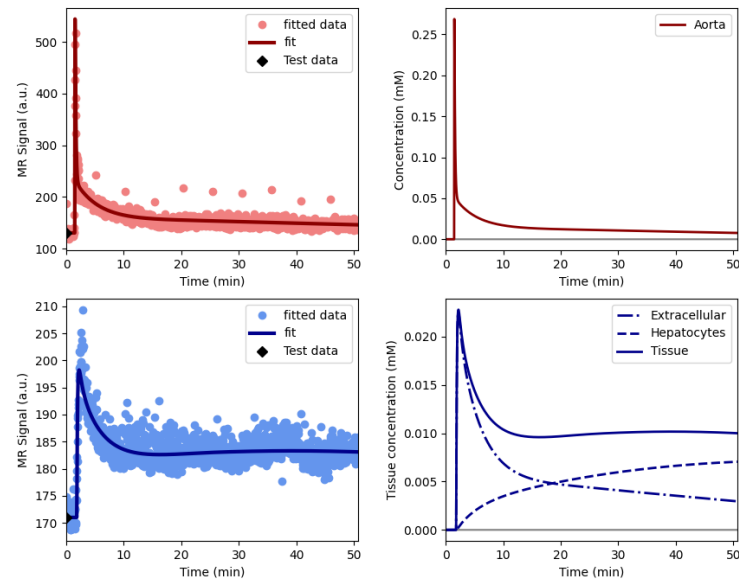 MR Signal (a.u.)
500
400
300
200
100
0
10
20
30
40
50
Time (min)
fitted data
fit
Test data
Concentration (mM)
0.25
0.20
0.15
0.10
0.05
0.00
0
10
20
30
40
50
Time (min)
Aorta
MR Signal (a.u.)
210
205
200
195
190
185
180
175
170
0
10
20
30
40
50
Time (min)
fitted data
fit
Test data
Tissue concentration (mM)
0.020
0.015
0.010
0.005
0.000
0
10
20
30
40
50
Time (min)
Extracellular
Hepatocytes
Tissue